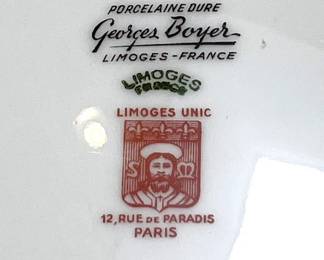 PORCELAINE DURE
Georges Boyer
LIMOGES-FRANCE
LIMOGES
FRANCE
LIMOGES UNIC
S M
12, RUE DE PARADIS
PARIS